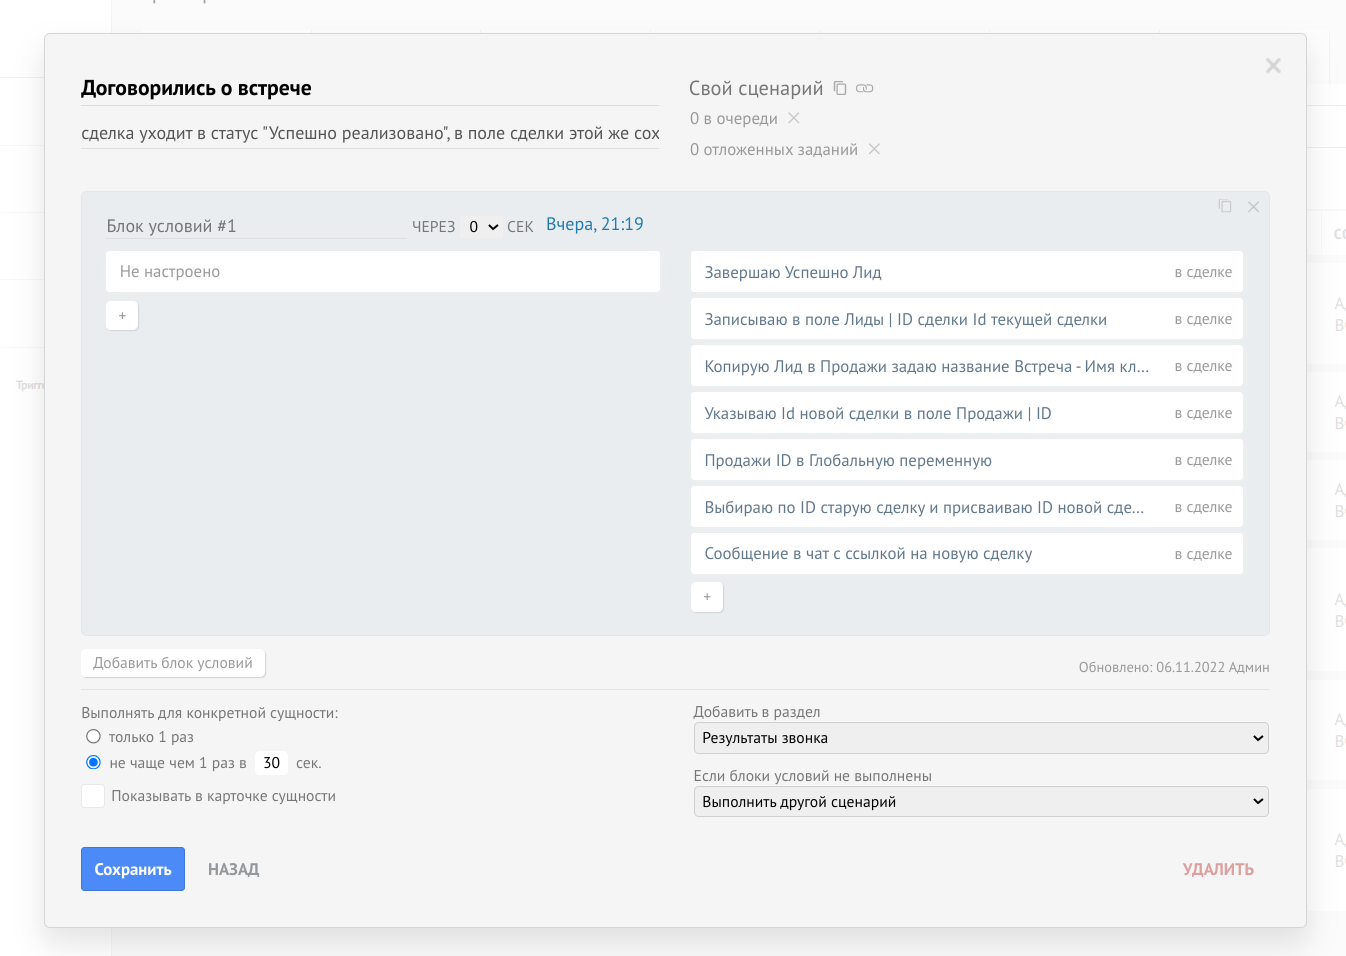 Договорились о встрече
сделка уходит в статус "Успешно реализовано", в поле сделки этой же сох
Свой сценарий
0 в очереди
0 отложенных заданий
Блок условий #1 ЧЕРЕЗ 0 СЕК Вчера, 21:19
Не настроено
+
Завершаю Успешно Лид в сделке
Записываю в поле Лиды | ID сделки Id текущей сделки в сделке
Копирую Лид в Продажи задаю название Встреча - Имя кл... в сделке
Указываю Id новой сделки в поле Продажи | ID в сделке
Продажи ID в Глобальную переменную в сделке
Выбираю по ID старую сделку и присваиваю ID новой сде... в сделке
Сообщение в чат с ссылкой на новую сделку в сделке
+
Добавить блок условий
Обновлено: 06.11.2022 Админ
Выполнять для конкретной сущности:
только 1 раз
не чаще чем 1 раз в 30 сек.
Показывать в карточке сущности
Добавить в раздел
Результаты звонка
Если блоки условий не выполнены
Выполнить другой сценарий
Сохранить
НАЗАД
УДАЛИТЬ